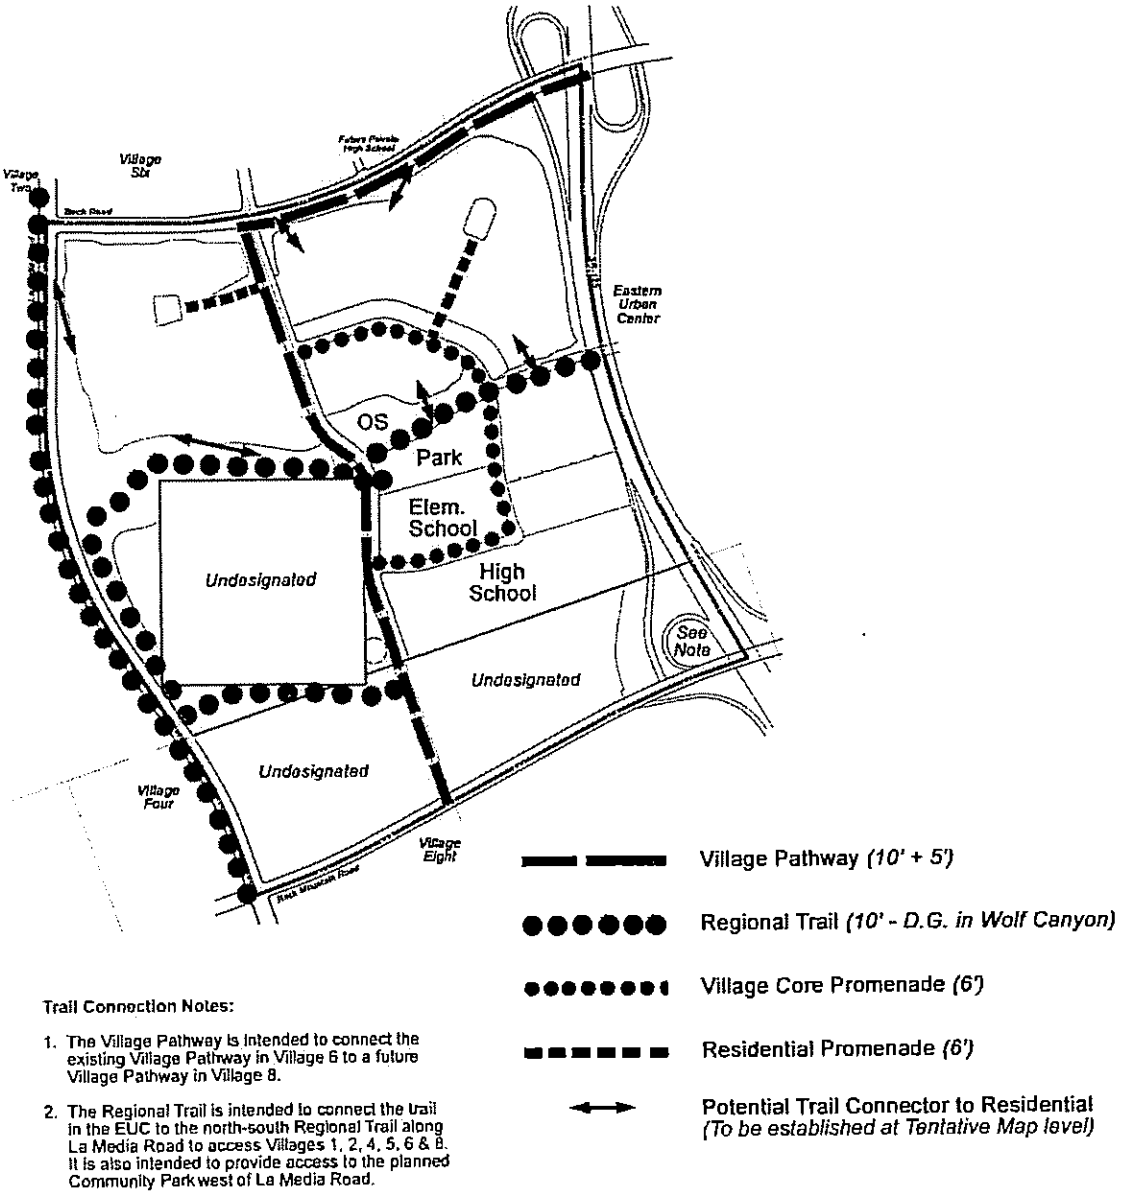 Future Private
High School
Village
Six
Village
Two
Rock Road
Eastern
Urban
Center
OS
Park
Elem.
School
High
School
Undesignated
See
Note
Undesignated
Undesignated
Village
Four
Village
Eight
Rock Mountain Road
Village Pathway (10' + 5')
Regional Trail (10' - D.G. in Wolf Canyon)
Village Core Promenade (6')
Residential Promenade (6')
Potential Trail Connector to Residential
(To be established at Tentative Map level)
Trail Connection Notes:
1. The Village Pathway is intended to connect the
existing Village Pathway in Village 6 to a future
Village Pathway in Village 8.
2. The Regional Trail is intended to connect the trail
in the EUC to the north-south Regional Trail along
La Media Road to access Villages 1, 2, 4, 5, 6 & 8.
It is also intended to provide access to the planned
Community Park west of La Media Road.